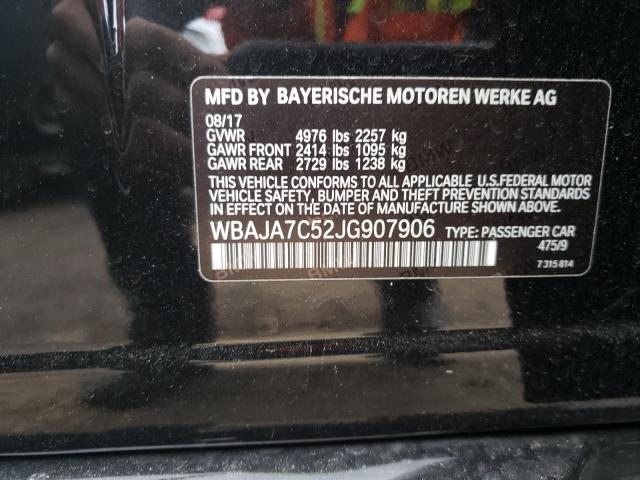 MFD BY BAYERISCHE MOTOREN WERKE AG
08/17
GVWR 4976 lbs 2257 kg
GAWR FRONT 2414 lbs 1095 kg
GAWR REAR 2729 lbs 1238 kg
THIS VEHICLE CONFORMS TO ALL APPLICABLE U.S.FEDERAL MOTOR
VEHICLE SAFETY, BUMPER, AND THEFT PREVENTION STANDARDS
IN EFFECT ON THE DATE OF MANUFACTURE SHOWN ABOVE.
WBAJA7C52JG907906 TYPE: PASSENGER CAR
475/9
7 315 814